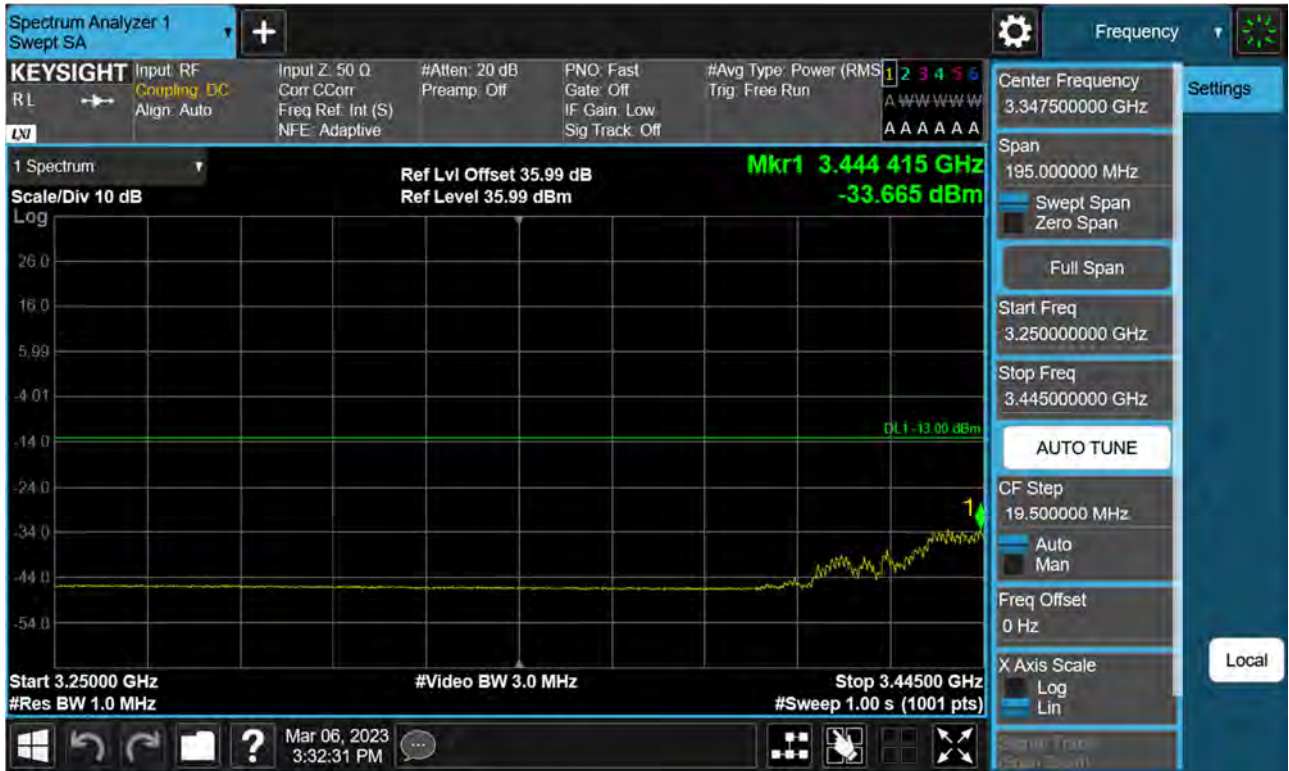 Spectrum Analyzer 1
Swept SA
Frequency
KEYSIGHT
RL
LXI
Input: RF
Coupling: DC
Align: Auto
Input Z: 50 Ω
Corr CCorr
Freq Ref: Int (S)
NFE: Adaptive
#Atten: 20 dB
Preamp: Off
PNO: Fast
Gate: Off
IF Gain: Low
Sig Track: Off
#Avg Type: Power (RMS
Trig: Free Run
1 2 3 4 5 6
A W W W W W
A A A A A A
1 Spectrum
Scale/Div 10 dB
Ref Lvl Offset 35.99 dB
Ref Level 35.99 dBm
Mkr1 3.444 415 GHz
-33.665 dBm
Log
26.0
16.0
5.99
-4.01
DL1 -13.00 dBm
-14.0
-24.0
1
-34.0
-44.0
-54.0
Start 3.25000 GHz
#Video BW 3.0 MHz
Stop 3.44500 GHz
#Res BW 1.0 MHz
#Sweep 1.00 s (1001 pts)
Center Frequency
3.347500000 GHz
Settings
Span
195.000000 MHz
Swept Span
Zero Span
Full Span
Start Freq
3.250000000 GHz
Stop Freq
3.445000000 GHz
AUTO TUNE
CF Step
19.500000 MHz
Auto
Man
Freq Offset
0 Hz
X Axis Scale
Log
Lin
Local
?
Mar 06, 2023
3:32:31 PM